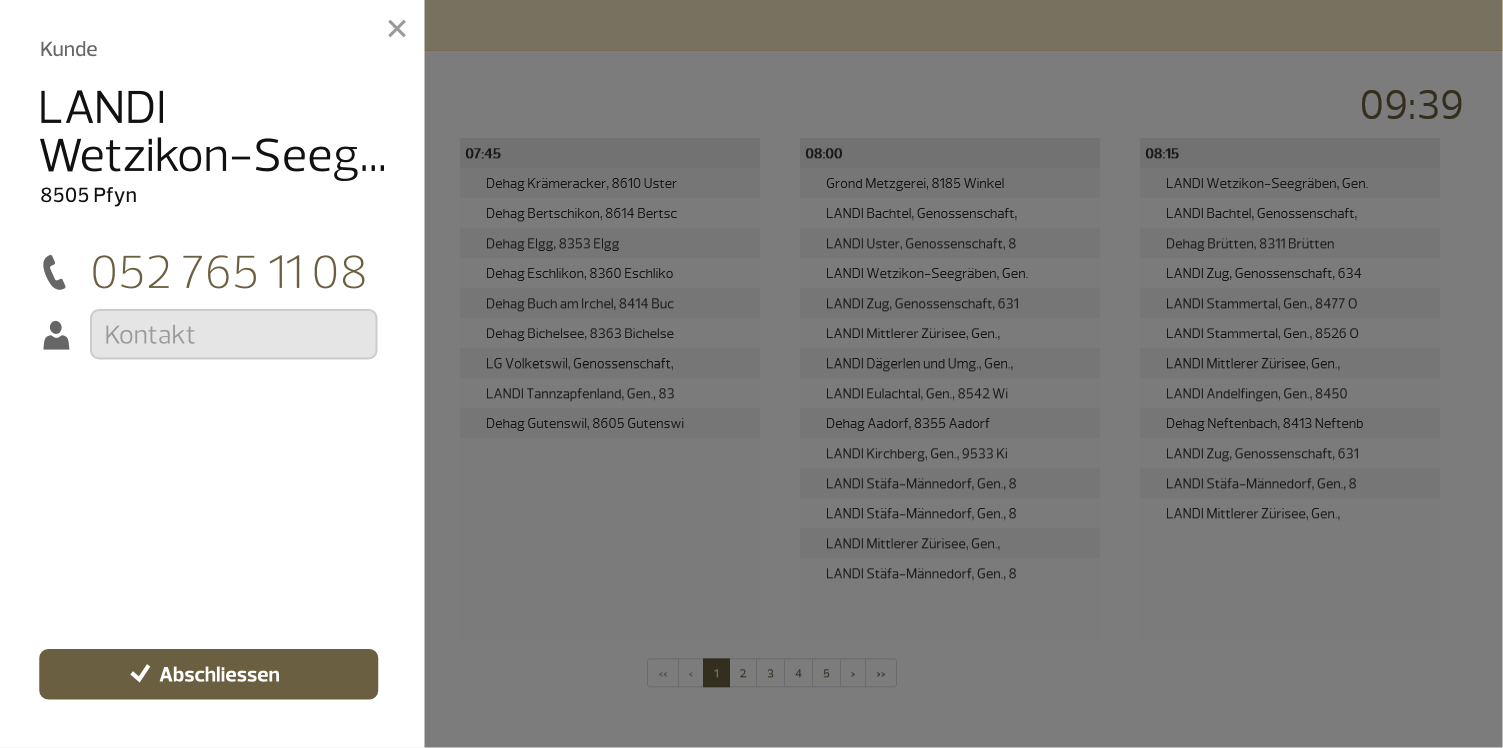 Kunde
LANDI
Wetzikon-Seeg...
8505 Pfyn
052 765 11 08
Kontakt
Abschliessen
09:39
07:45
Dehag Krämeracker, 8610 Uster
Dehag Bertschikon, 8614 Bertsc
Dehag Elgg, 8353 Elgg
Dehag Eschlikon, 8360 Eschliko
Dehag Buch am Irchel, 8414 Buc
Dehag Bichelsee, 8363 Bichelse
LG Volketswil, Genossenschaft,
LANDI Tannzapfenland, Gen., 83
Dehag Gutenswil, 8605 Gutenswi
08:00
Grond Metzgerei, 8185 Winkel
LANDI Bachtel, Genossenschaft,
LANDI Uster, Genossenschaft, 8
LANDI Wetzikon-Seegräben, Gen.
LANDI Zug, Genossenschaft, 631
LANDI Mittlerer Zürisee, Gen.,
LANDI Dägerlen und Umg., Gen.,
LANDI Eulachtal, Gen., 8542 Wi
Dehag Aadorf, 8355 Aadorf
LANDI Kirchberg, Gen., 9533 Ki
LANDI Stäfa-Männedorf, Gen., 8
LANDI Stäfa-Männedorf, Gen., 8
LANDI Mittlerer Zürisee, Gen.,
LANDI Stäfa-Männedorf, Gen., 8
08:15
LANDI Wetzikon-Seegräben, Gen.
LANDI Bachtel, Genossenschaft,
Dehag Brütten, 8311 Brütten
LANDI Zug, Genossenschaft, 634
LANDI Stammertal, Gen., 8477 O
LANDI Stammertal, Gen., 8526 O
LANDI Mittlerer Zürisee, Gen.,
LANDI Andelfingen, Gen., 8450
Dehag Neftenbach, 8413 Neftenb
LANDI Zug, Genossenschaft, 631
LANDI Stäfa-Männedorf, Gen., 8
LANDI Mittlerer Zürisee, Gen.,
‹‹ ‹ 1 2 3 4 5 › ››